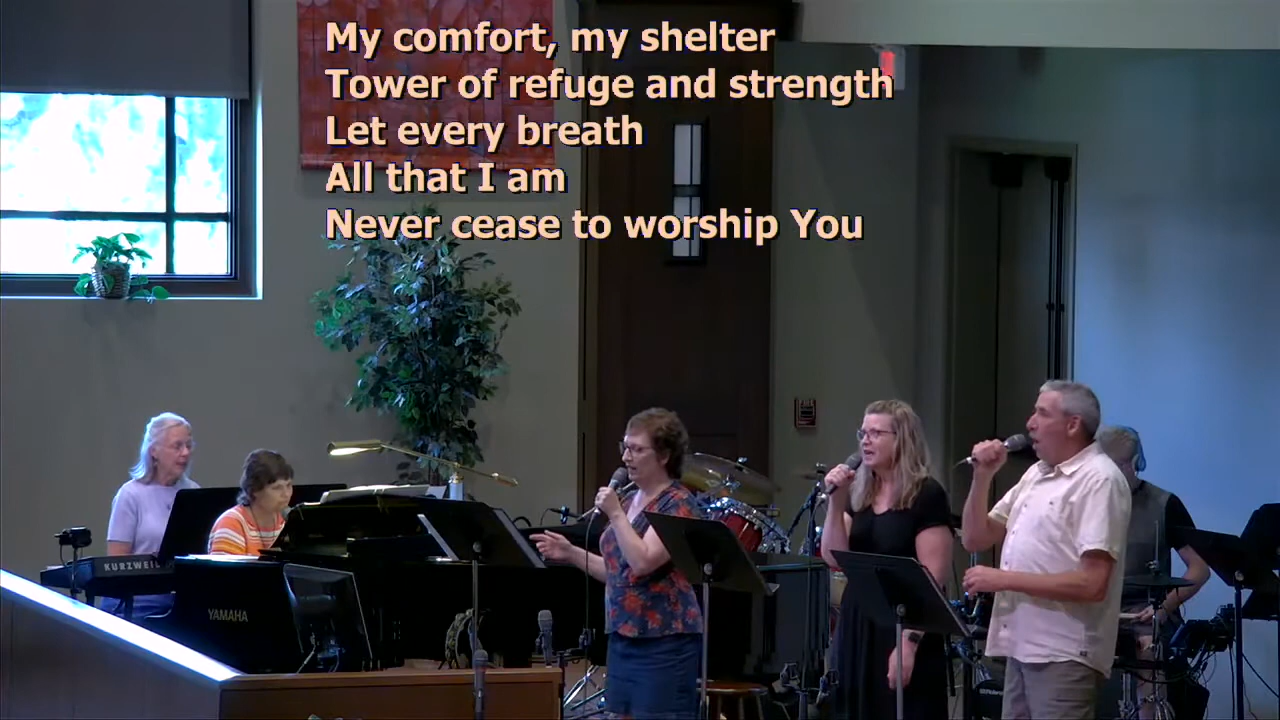 My comfort, my shelter
Tower of refuge and strength
Let every breath
All that I am
Never cease to worship You
KURZWEIL
YAMAHA